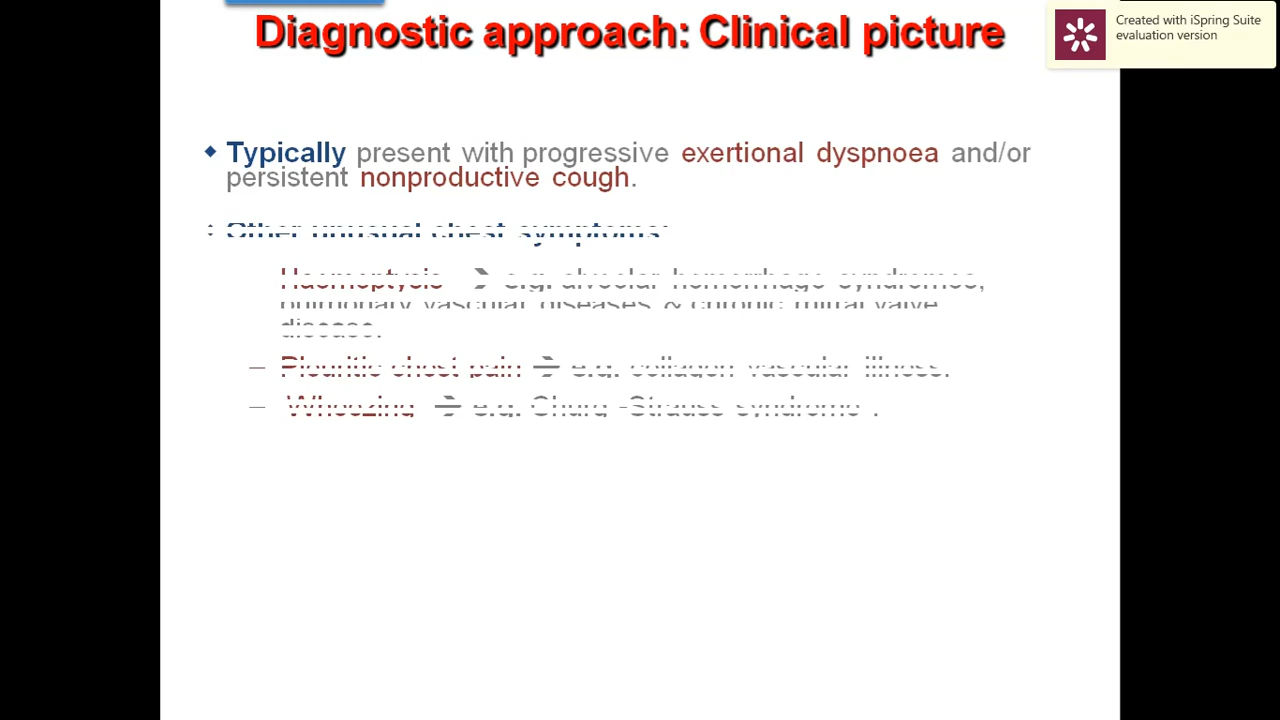 Diagnostic approach: Clinical picture
Created with iSpring Suite
evaluation version
◆ Typically present with progressive exertional dyspnoea and/or
persistent nonproductive cough.
Other unusual chest symptoms:
Haemoptysis → e.g. alveolar hemorrhage syndromes,
pulmonary vascular diseases & chronic mitral valve
disease.
– Pleuritic chest pain → e.g. collagen vascular illness.
– Wheezing → e.g. Churg -Strauss syndrome .